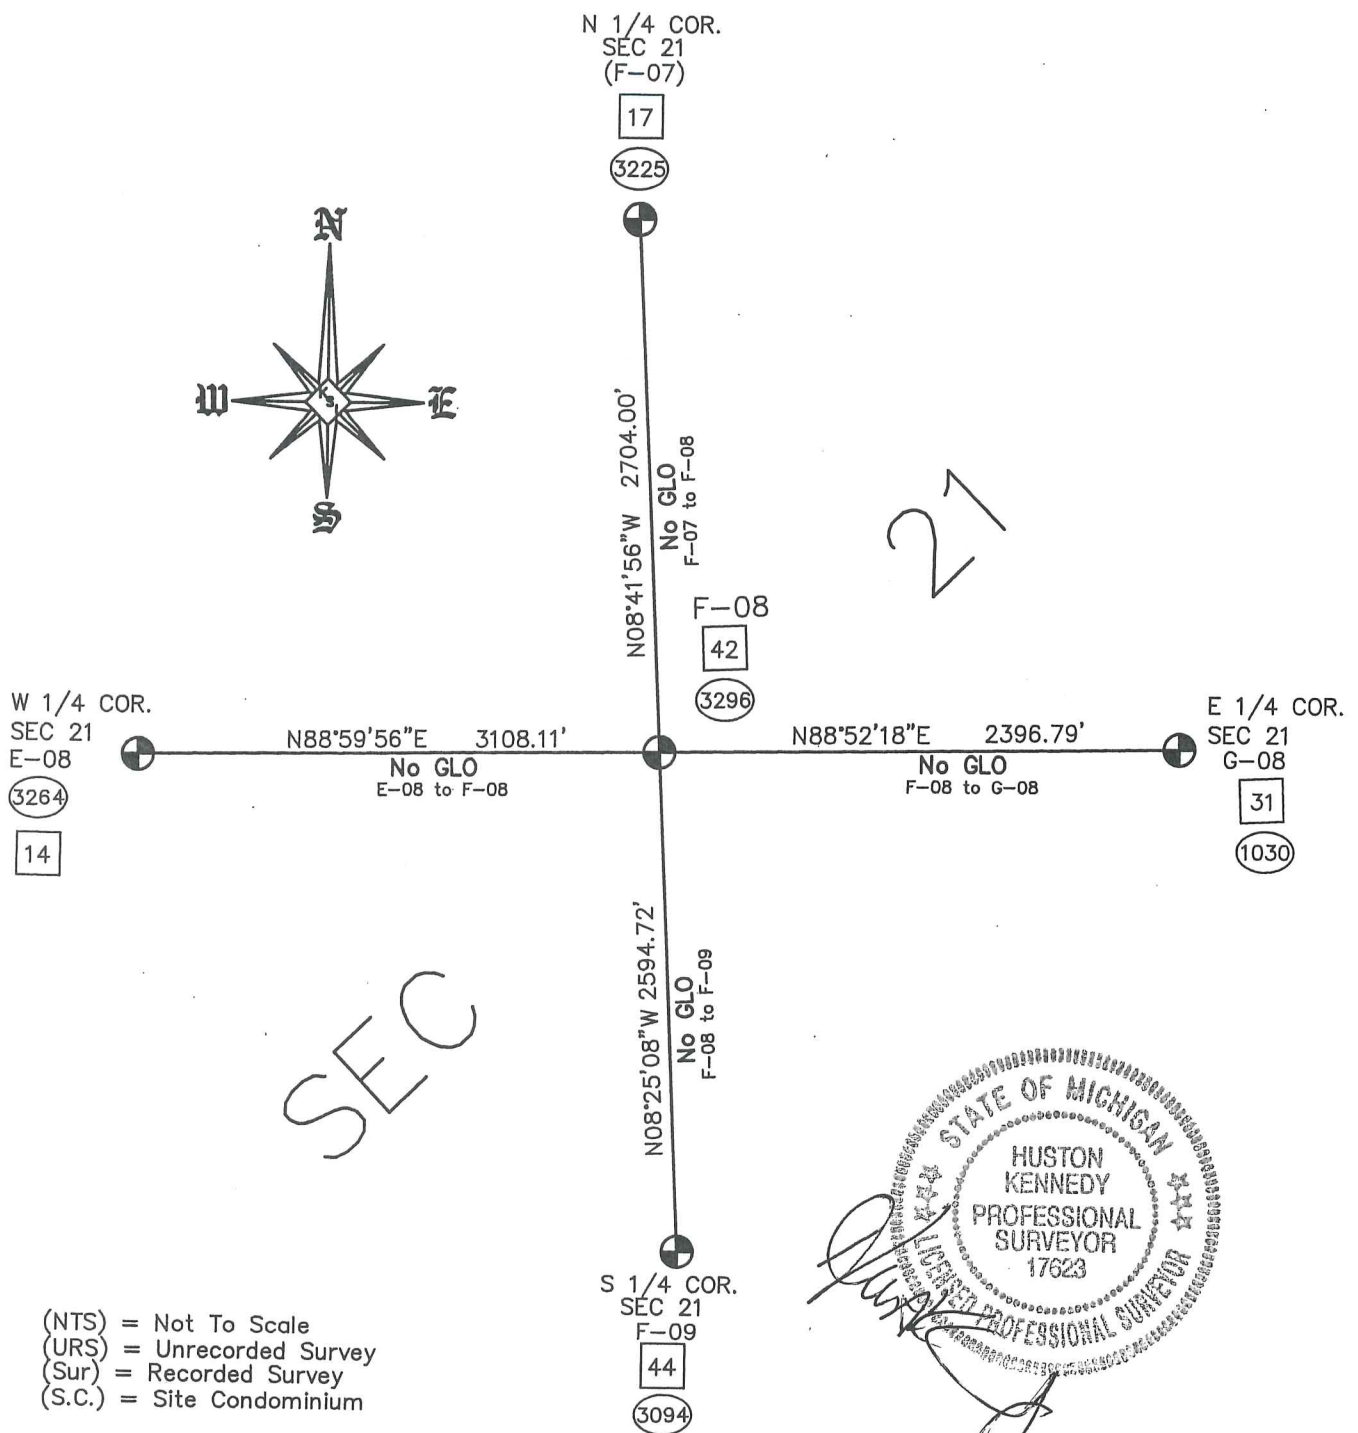 N 1/4 COR.
SEC 21
(F-07)
17
3225
N
W
E
S
K
S
I
N08°41'56"W 2704.00'
No GLO
F-07 to F-08
21
F-08
42
3296
W 1/4 COR.
SEC 21
E-08
3264
14
N88°59'56"E 3108.11'
No GLO
E-08 to F-08
N88°52'18"E 2396.79'
No GLO
F-08 to G-08
E 1/4 COR.
SEC 21
G-08
31
1030
N08°25'08"W 2594.72'
No GLO
F-08 to F-09
SEC
STATE OF MICHIGAN
HUSTON
KENNEDY
PROFESSIONAL
SURVEYOR
17623
LICENSED PROFESSIONAL SURVEYOR
S 1/4 COR.
SEC 21
F-09
44
3094
(NTS) = Not To Scale
(URS) = Unrecorded Survey
(Sur) = Recorded Survey
(S.C.) = Site Condominium